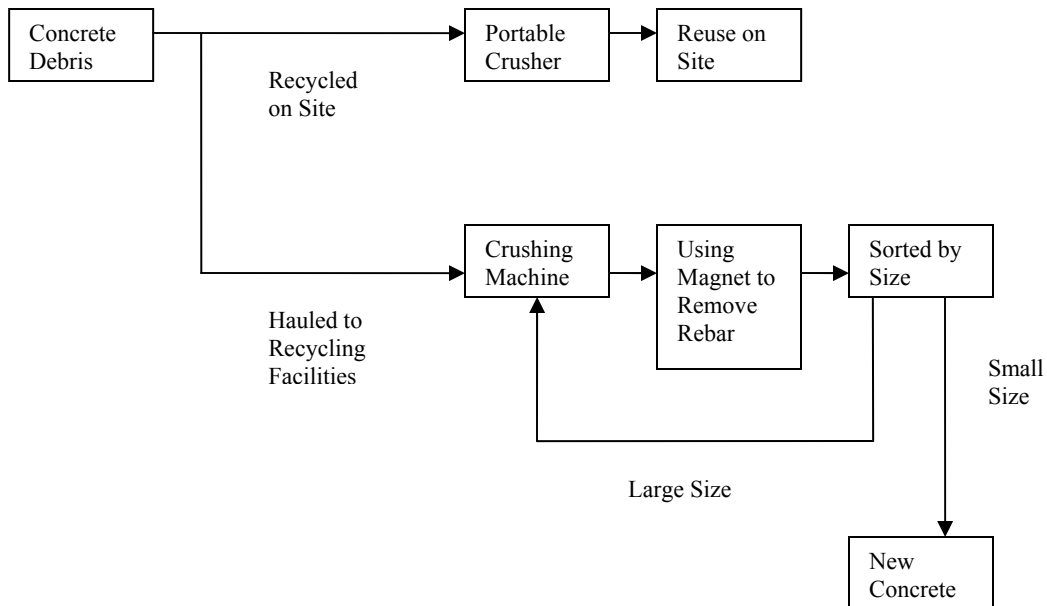 Concrete
Debris
Portable
Crusher
Reuse on
Site
Recycled
on Site
Crushing
Machine
Using
Magnet to
Remove
Rebar
Sorted by
Size
Hauled to
Recycling
Facilities
Small
Size
Large Size
New
Concrete